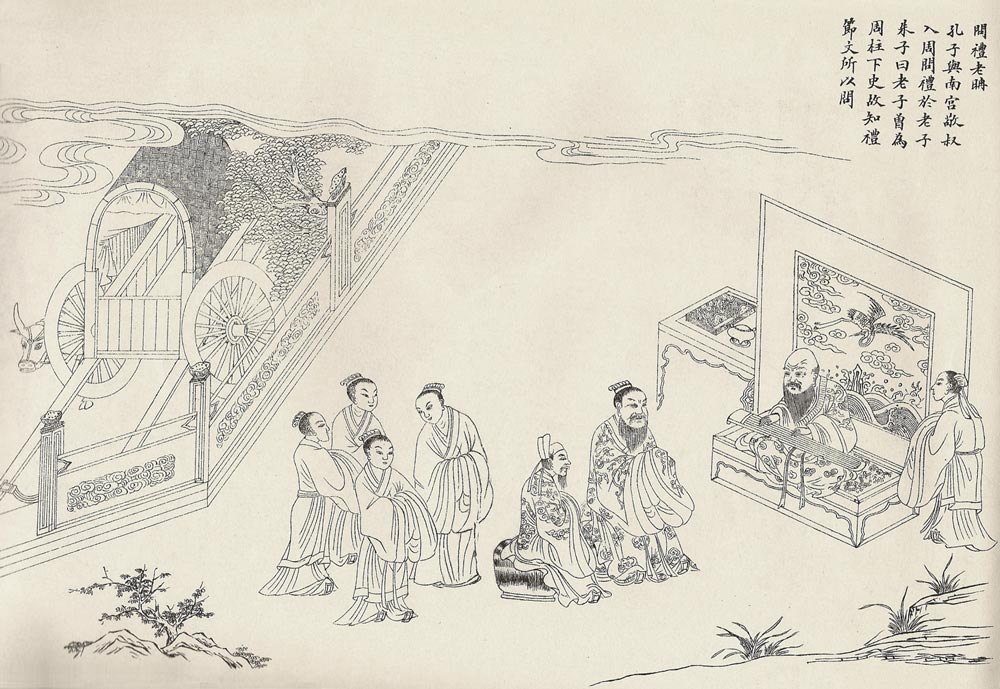 問禮老聃
孔子與南宮敬叔
入周問禮於老子
朱子曰老子曾為
周柱下史故知禮
節文所以問